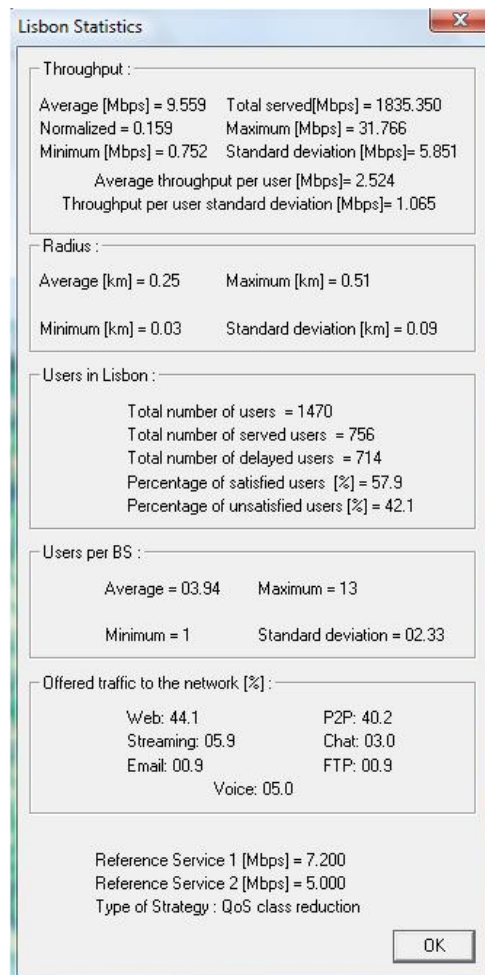 Lisbon Statistics
Throughput :
Average [Mbps] = 9.559 Total served[Mbps] = 1835.350
Normalized = 0.159 Maximum [Mbps] = 31.766
Minimum [Mbps] = 0.752 Standard deviation [Mbps]= 5.851
Average throughput per user [Mbps]= 2.524
Throughput per user standard deviation [Mbps]= 1.065
Radius :
Average [km] = 0.25 Maximum [km] = 0.51
Minimum [km] = 0.03 Standard deviation [km] = 0.09
Users in Lisbon :
Total number of users = 1470
Total number of served users = 756
Total number of delayed users = 714
Percentage of satisfied users [%] = 57.9
Percentage of unsatisfied users [%] = 42.1
Users per BS :
Average = 03.94 Maximum = 13
Minimum = 1 Standard deviation = 02.33
Offered traffic to the network [%] :
Web: 44.1 P2P: 40.2
Streaming: 05.9 Chat: 03.0
Email: 00.9 FTP: 00.9
Voice: 05.0
Reference Service 1 [Mbps] = 7.200
Reference Service 2 [Mbps] = 5.000
Type of Strategy : QoS class reduction
OK